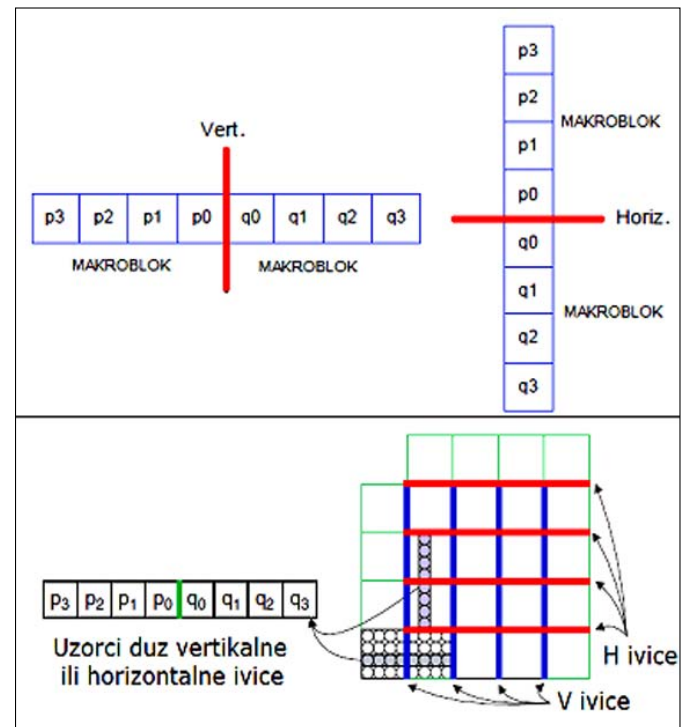 Vert.
p3 p2 p1 p0 q0 q1 q2 q3
MAKROBLOK MAKROBLOK
p3
p2
MAKROBLOK
p1
p0
Horiz.
q0
q1
MAKROBLOK
q2
q3
p3 p2 p1 p0 q0 q1 q2 q3
Uzorci duz vertikalne
ili horizontalne ivice
H ivice
V ivice